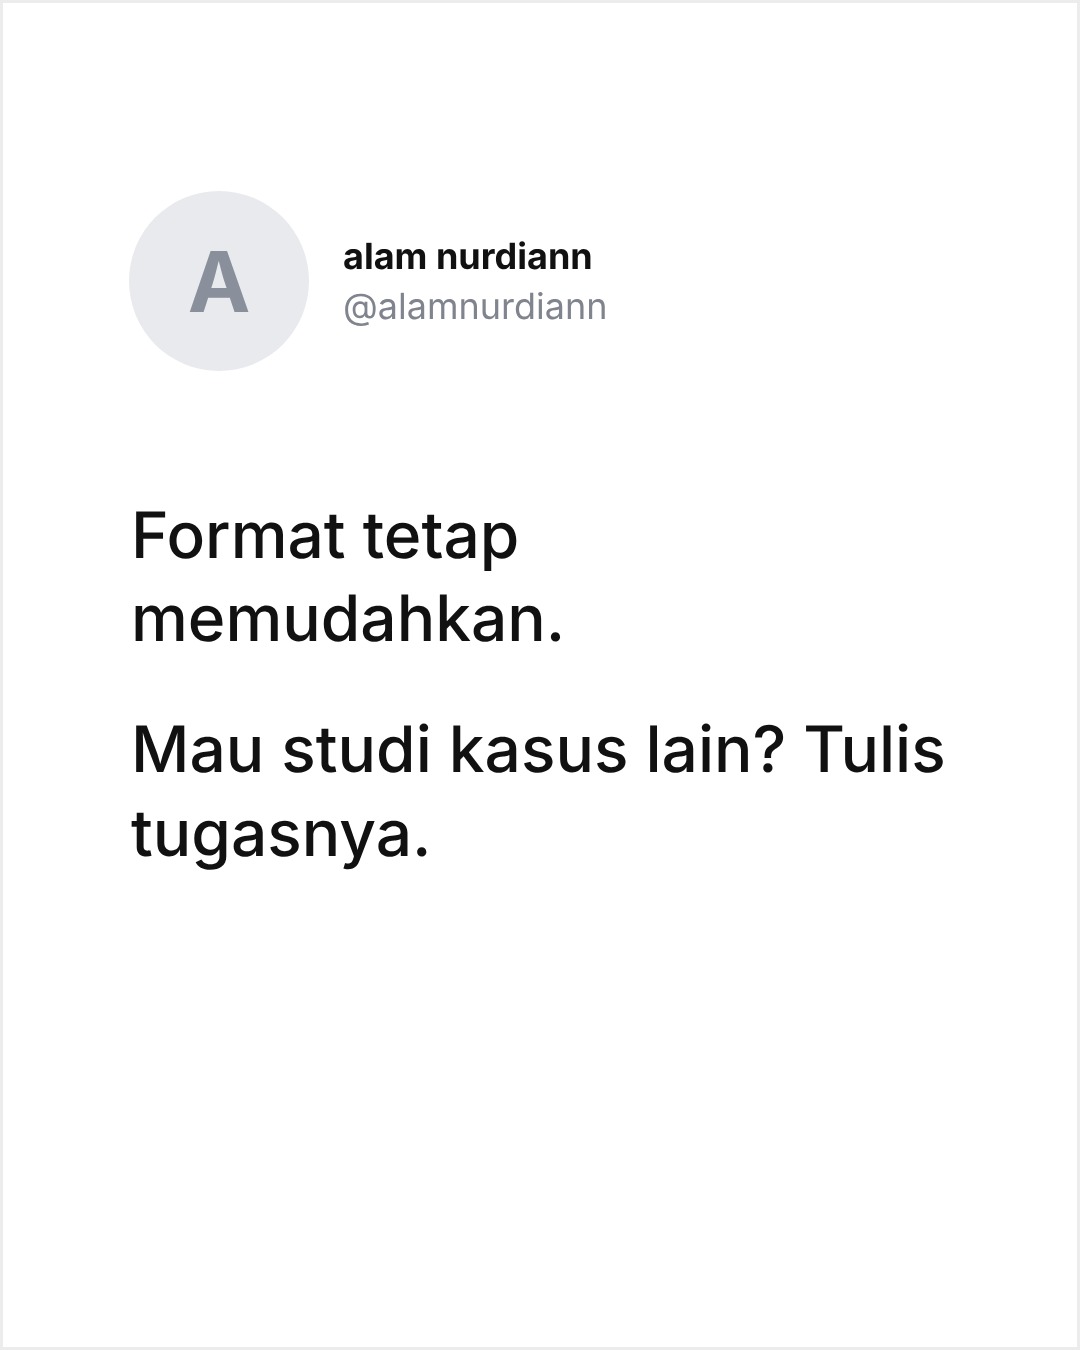 A
alam nurdiann
@alamnurdiann
Format tetap
memudahkan.
Mau studi kasus lain? Tulis
tugasnya.